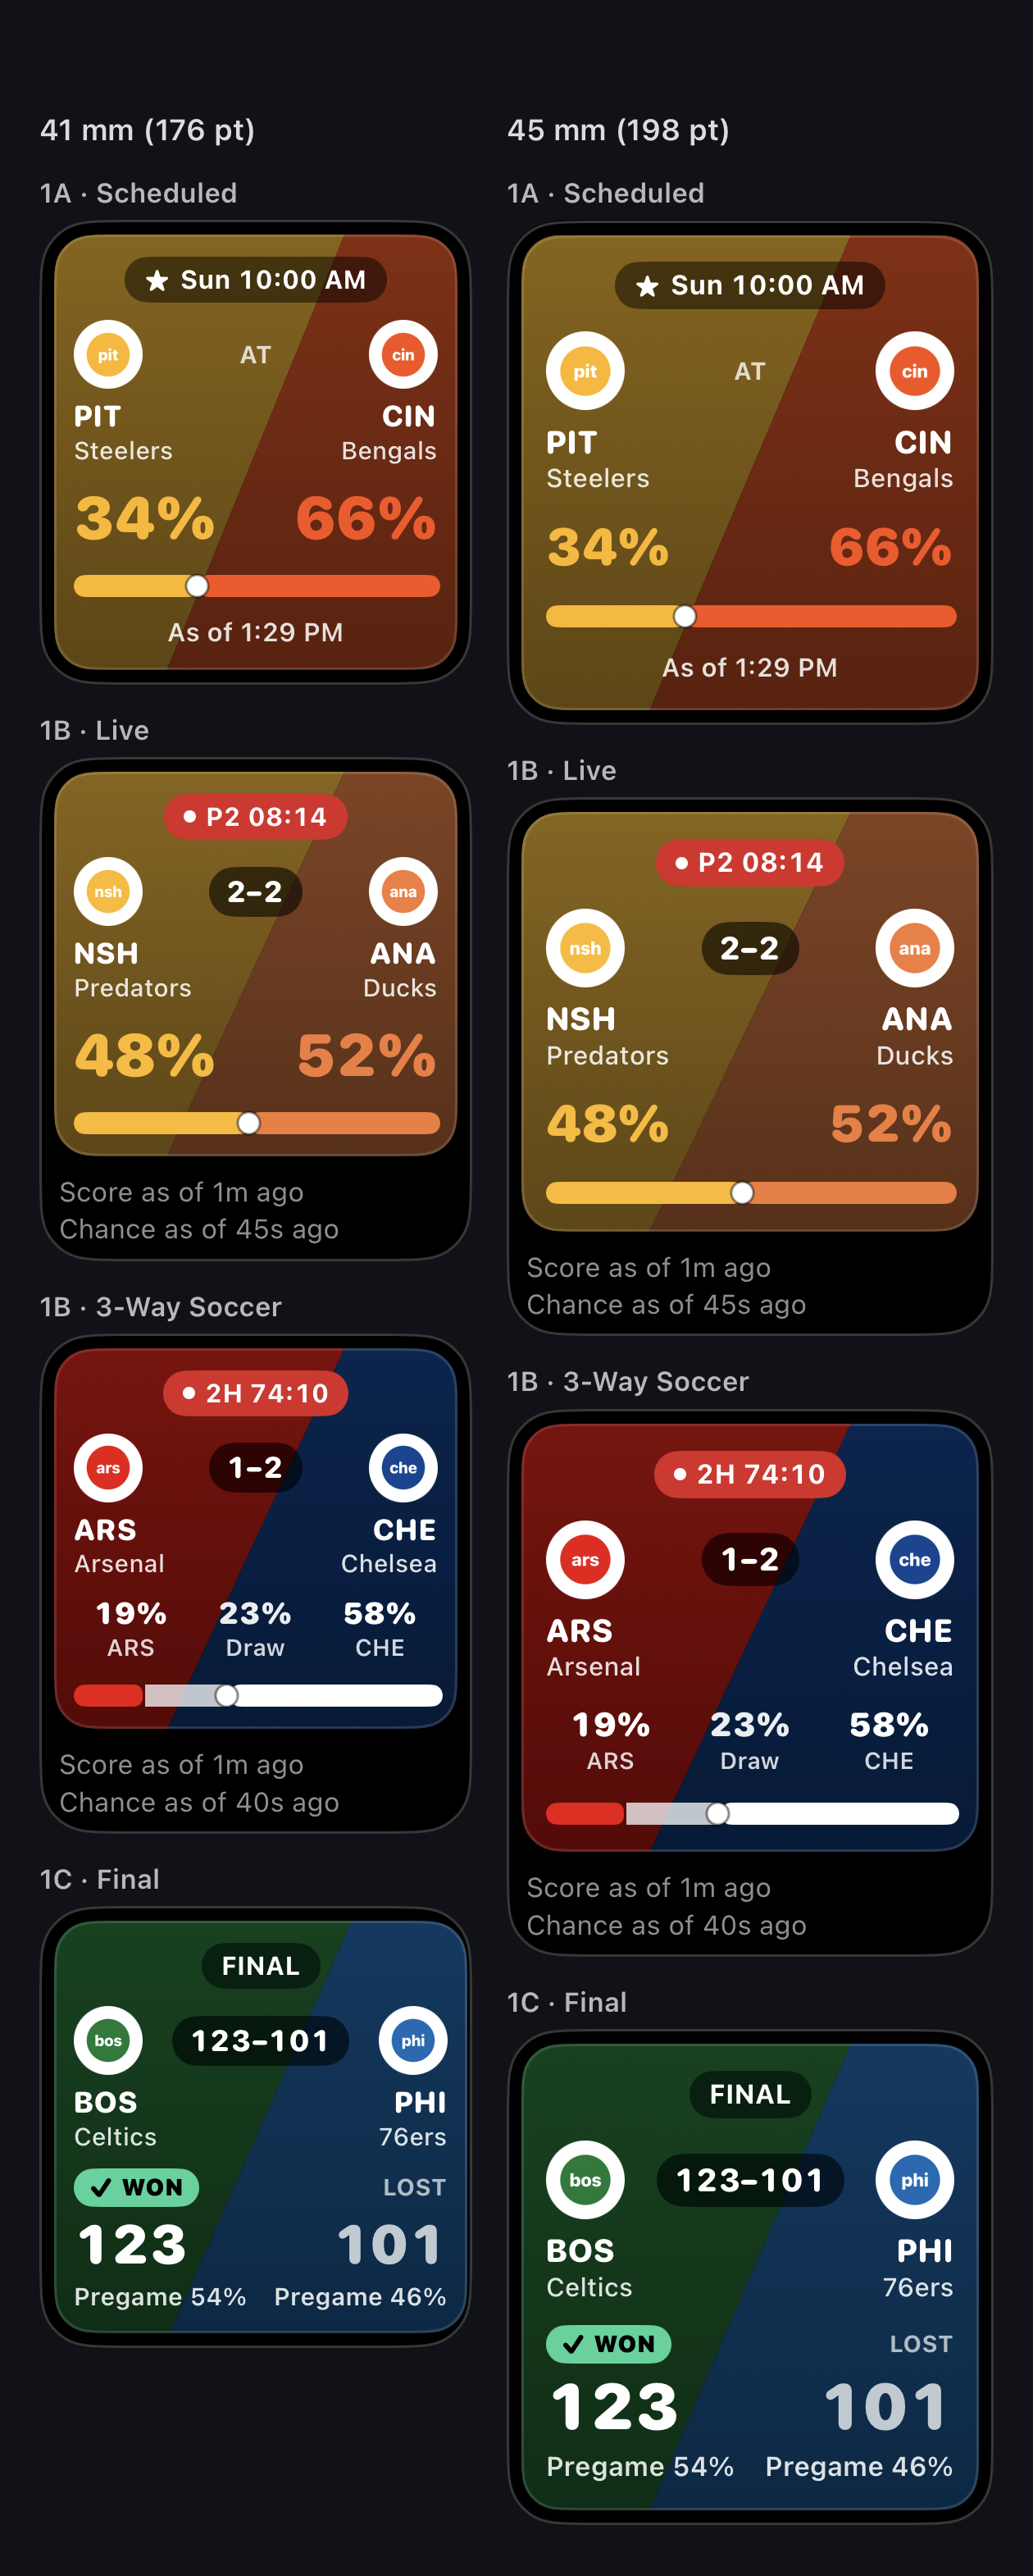 41 mm (176 pt)
1A · Scheduled
★ Sun 10:00 AM
pit AT cin
PIT CIN
Steelers Bengals
34% 66%
As of 1:29 PM
1B · Live
P2 08:14
nsh 2–2 ana
NSH ANA
Predators Ducks
48% 52%
Score as of 1m ago
Chance as of 45s ago
1B · 3-Way Soccer
2H 74:10
ars 1–2 che
ARS CHE
Arsenal Chelsea
19% 23% 58%
ARS Draw CHE
Score as of 1m ago
Chance as of 40s ago
1C · Final
FINAL
bos 123–101 phi
BOS PHI
Celtics 76ers
✓ WON LOST
123 101
Pregame 54% Pregame 46%
45 mm (198 pt)
1A · Scheduled
★ Sun 10:00 AM
pit AT cin
PIT CIN
Steelers Bengals
34% 66%
As of 1:29 PM
1B · Live
P2 08:14
nsh 2–2 ana
NSH ANA
Predators Ducks
48% 52%
Score as of 1m ago
Chance as of 45s ago
1B · 3-Way Soccer
2H 74:10
ars 1–2 che
ARS CHE
Arsenal Chelsea
19% 23% 58%
ARS Draw CHE
Score as of 1m ago
Chance as of 40s ago
1C · Final
FINAL
bos 123–101 phi
BOS PHI
Celtics 76ers
✓ WON LOST
123 101
Pregame 54% Pregame 46%